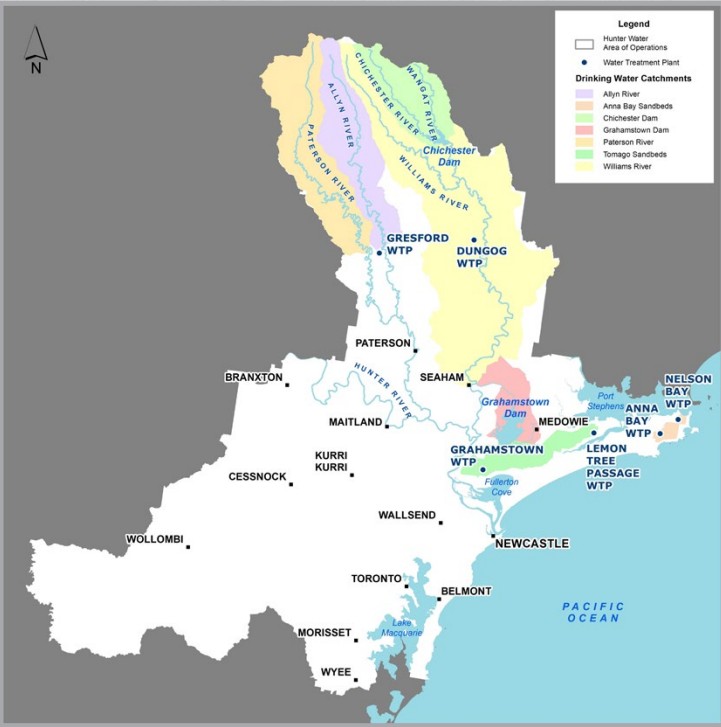 N
Legend
Hunter Water
Area of Operations
Water Treatment Plant
Drinking Water Catchments
Allyn River
Anna Bay Sandbeds
Chichester Dam
Grahamstown Dam
Paterson River
Tomago Sandbeds
Williams River
PATERSON RIVER
ALLYN RIVER
CHICHESTER RIVER
WANGAT RIVER
Chichester
Dam
WILLIAMS RIVER
GRESFORD
WTP
DUNGOG
WTP
PATERSON
BRANXTON
HUNTER RIVER
SEAHAM
Grahamstown
Dam
MEDOWIE
Port
Stephens
NELSON
BAY
WTP
ANNA
BAY
WTP
MAITLAND
LEMON
TREE
PASSAGE
WTP
GRAHAMSTOWN
WTP
KURRI
KURRI
CESSNOCK
Fullerton
Cove
WALLSEND
NEWCASTLE
WOLLOMBI
TORONTO
BELMONT
PACIFIC
OCEAN
Lake
Macquarie
MORISSET
WYEE